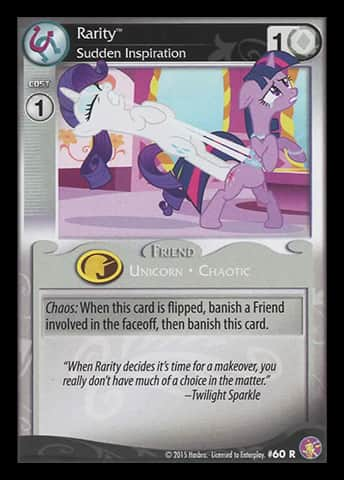 Rarity™
Sudden Inspiration
1
COST
1
FRIEND
UNICORN • CHAOTIC
Chaos: When this card is flipped, banish a Friend
involved in the faceoff, then banish this card.
"When Rarity decides it's time for a makeover, you
really don't have much of a choice in the matter."
–Twilight Sparkle
© 2015 Hasbro. Licensed to Enterplay. #60 R